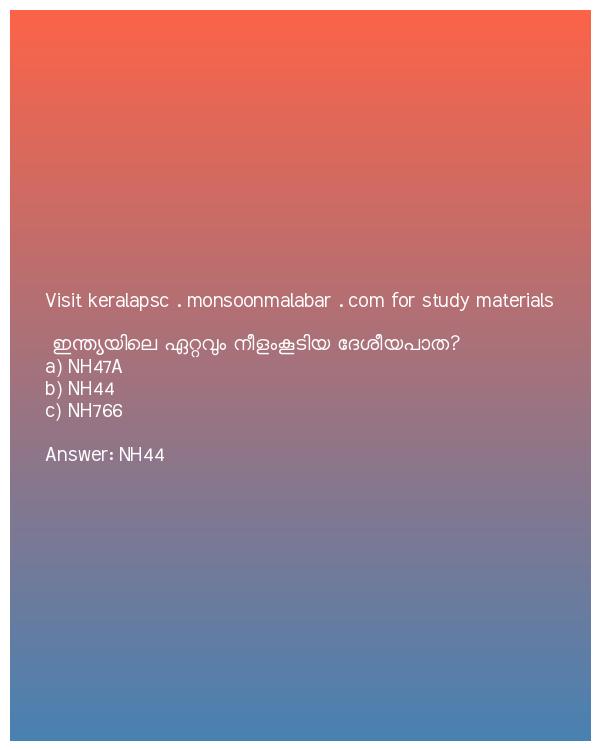 Visit keralapsc . monsoonmalabar . com for study materials
ഇന്ത്യയിലെ ഏറ്റവും നീളംകൂടിയ ദേശീയപാത?
a) NH47A
b) NH44
c) NH766
Answer: NH44